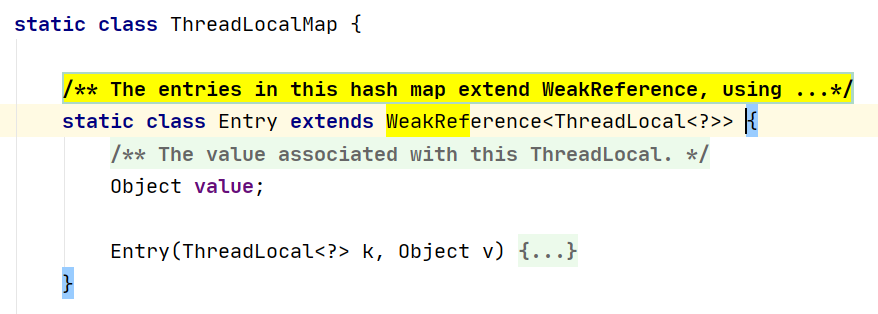 static class ThreadLocalMap {
/** The entries in this hash map extend WeakReference, using ...*/
static class Entry extends WeakReference<ThreadLocal<?>> {
/** The value associated with this ThreadLocal. */
Object value;
Entry(ThreadLocal<?> k, Object v) {...}
}